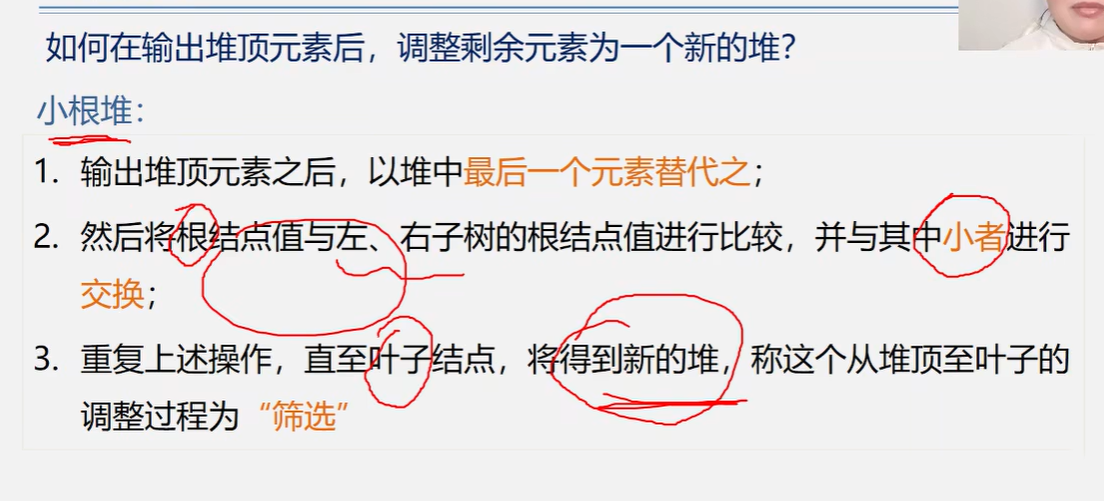 如何在输出堆顶元素后，调整剩余元素为一个新的堆？
小根堆：
1. 输出堆顶元素之后，以堆中最后一个元素替代之；
2. 然后将根结点值与左、右子树的根结点值进行比较，并与其中小者进行
交换；
3. 重复上述操作，直至叶子结点，将得到新的堆，称这个从堆顶至叶子的
调整过程为“筛选”